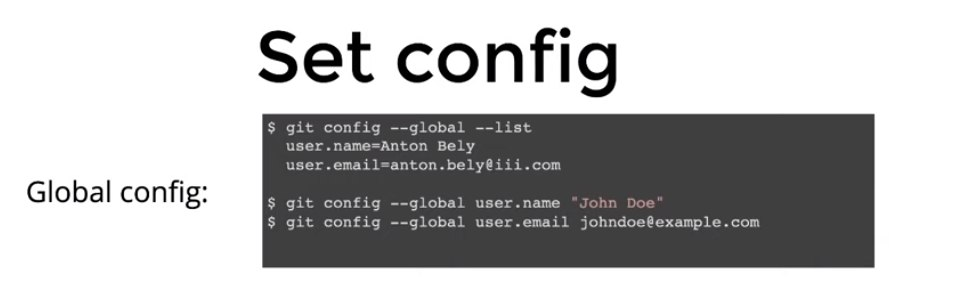 Set config
Global config:
$ git config --global --list
user.name=Anton Bely
user.email=anton.bely@iii.com
$ git config --global user.name "John Doe"
$ git config --global user.email johndoe@example.com